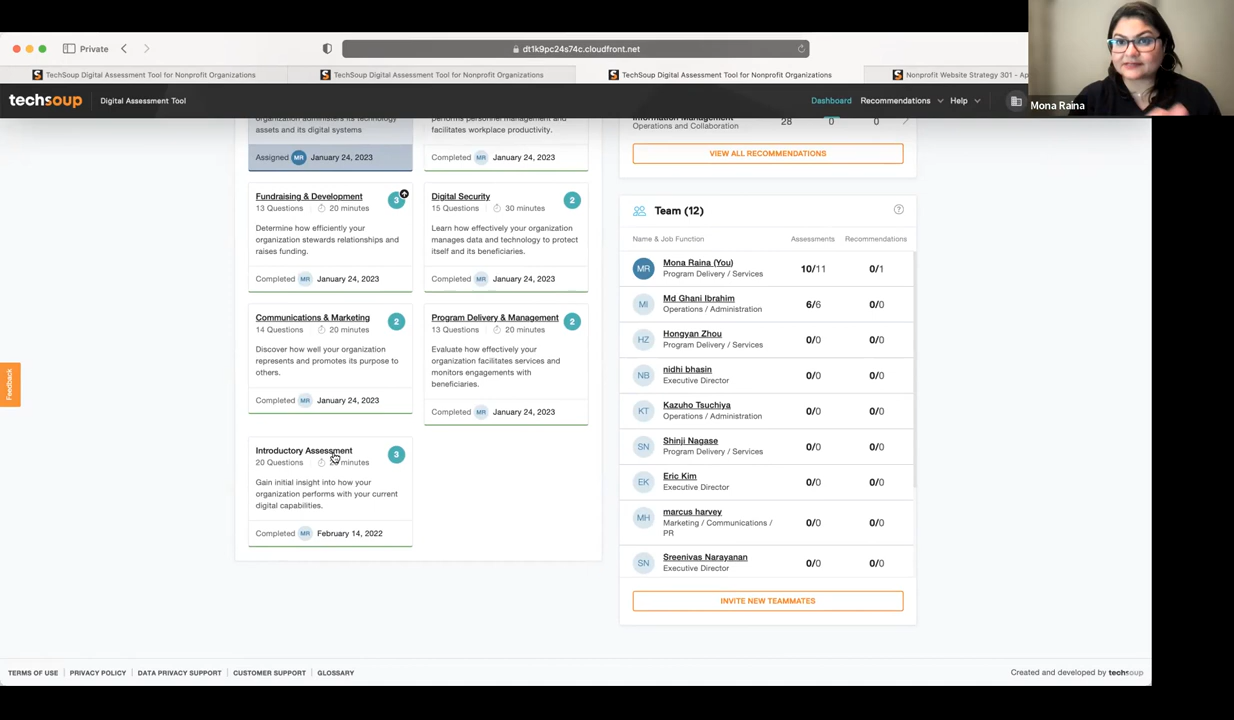 Private
dt1k9pc24s74c.cloudfront.net
TechSoup Digital Assessment Tool for Nonprofit Organizations
TechSoup Digital Assessment Tool for Nonprofit Organizations
TechSoup Digital Assessment Tool for Nonprofit Organizations
Nonprofit Website Strategy 301 - Ap
Mona Raina
techsoup
Digital Assessment Tool
Dashboard
Recommendations
Help
organization administers its technology
assets and its digital systems
Assigned MR January 24, 2023
performs personnel management and
facilitates workplace productivity.
Completed MR January 24, 2023
Fundraising & Development 3
13 Questions 20 minutes
Determine how efficiently your
organization stewards relationships and
raises funding.
Completed MR January 24, 2023
Digital Security 2
15 Questions 30 minutes
Learn how effectively your organization
manages data and technology to protect
itself and its beneficiaries.
Completed MR January 24, 2023
Communications & Marketing 2
14 Questions 20 minutes
Discover how well your organization
represents and promotes its purpose to
others.
Completed MR January 24, 2023
Program Delivery & Management 2
13 Questions 20 minutes
Evaluate how effectively your
organization facilitates services and
monitors engagements with
beneficiaries.
Completed MR January 24, 2023
Introductory Assessment 3
20 Questions minutes
Gain initial insight into how your
organization performs with your current
digital capabilities.
Completed MR February 14, 2022
Information Management
Operations and Collaboration 28 0 0
VIEW ALL RECOMMENDATIONS
Team (12) ?
Name & Job Function Assessments Recommendations
MR Mona Raina (You) 10/11 0/1
Program Delivery / Services
MI Md Ghani Ibrahim 6/6 0/0
Operations / Administration
HZ Hongyan Zhou 0/0 0/0
Program Delivery / Services
NB nidhi bhasin 0/0 0/0
Executive Director
KT Kazuho Tsuchiya 0/0 0/0
Operations / Administration
SN Shinji Nagase 0/0 0/0
Program Delivery / Services
EK Eric Kim 0/0 0/0
Executive Director
MH marcus harvey 0/0 0/0
Marketing / Communications /
PR
SN Sreenivas Narayanan 0/0 0/0
Executive Director
INVITE NEW TEAMMATES
Feedback
TERMS OF USE
PRIVACY POLICY
DATA PRIVACY SUPPORT
CUSTOMER SUPPORT
GLOSSARY
Created and developed by techsoup